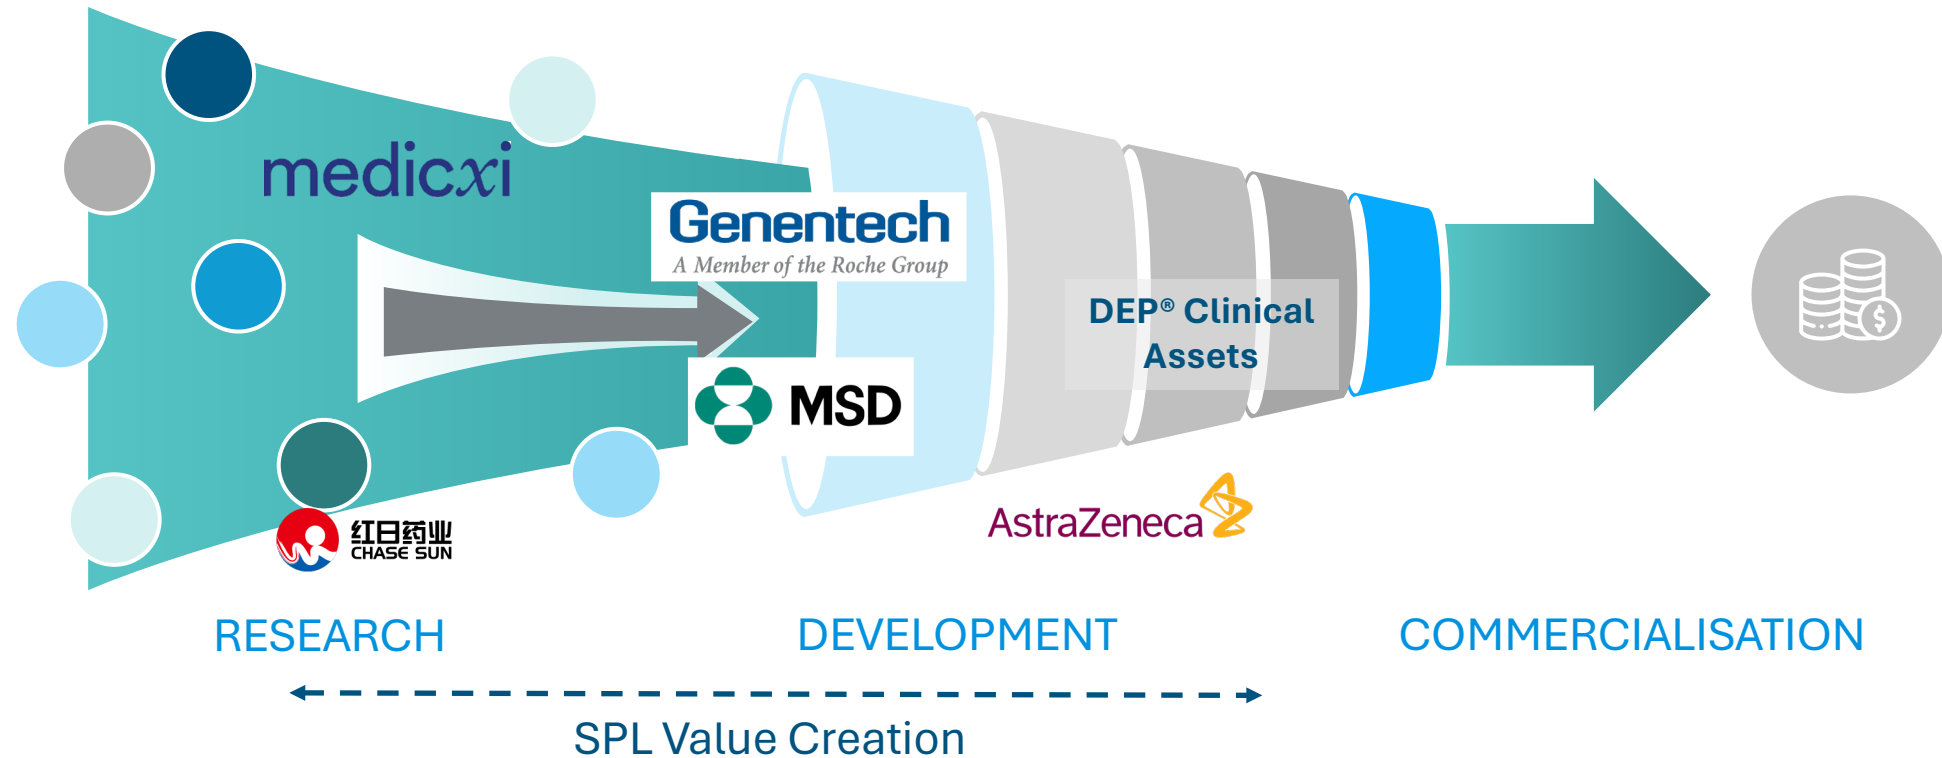 medicxi
Genentech
A Member of the Roche Group
DEP® Clinical
Assets
MSD
AstraZeneca
红日药业
CHASE SUN
RESEARCH
DEVELOPMENT
COMMERCIALISATION
SPL Value Creation
$